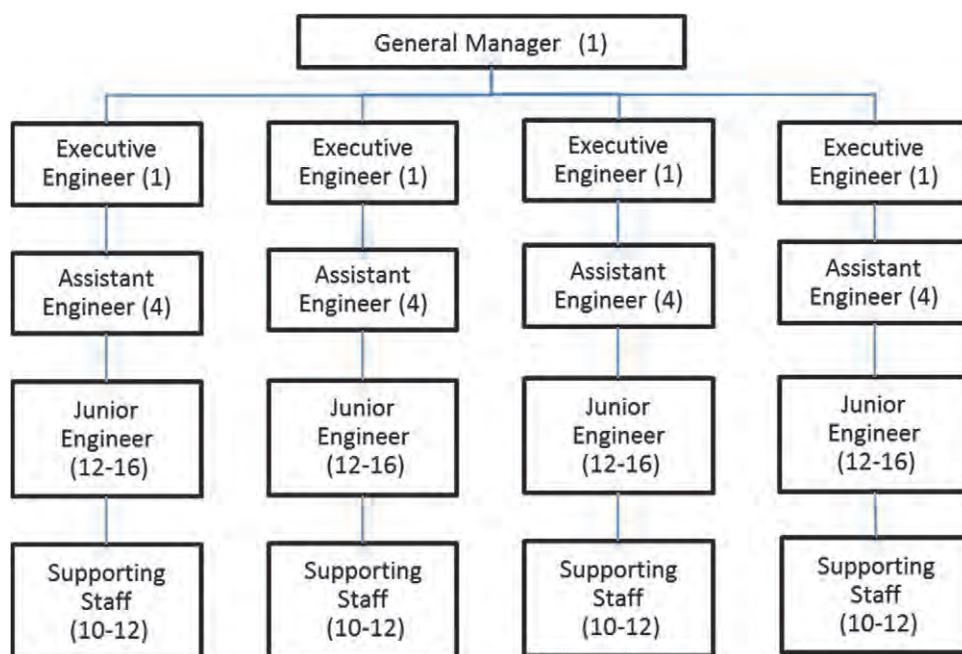 General Manager (1)
Executive
Engineer (1)
Executive
Engineer (1)
Executive
Engineer (1)
Executive
Engineer (1)
Assistant
Engineer (4)
Assistant
Engineer (4)
Assistant
Engineer (4)
Assistant
Engineer (4)
Junior
Engineer
(12-16)
Junior
Engineer
(12-16)
Junior
Engineer
(12-16)
Junior
Engineer
(12-16)
Supporting
Staff
(10-12)
Supporting
Staff
(10-12)
Supporting
Staff
(10-12)
Supporting
Staff
(10-12)